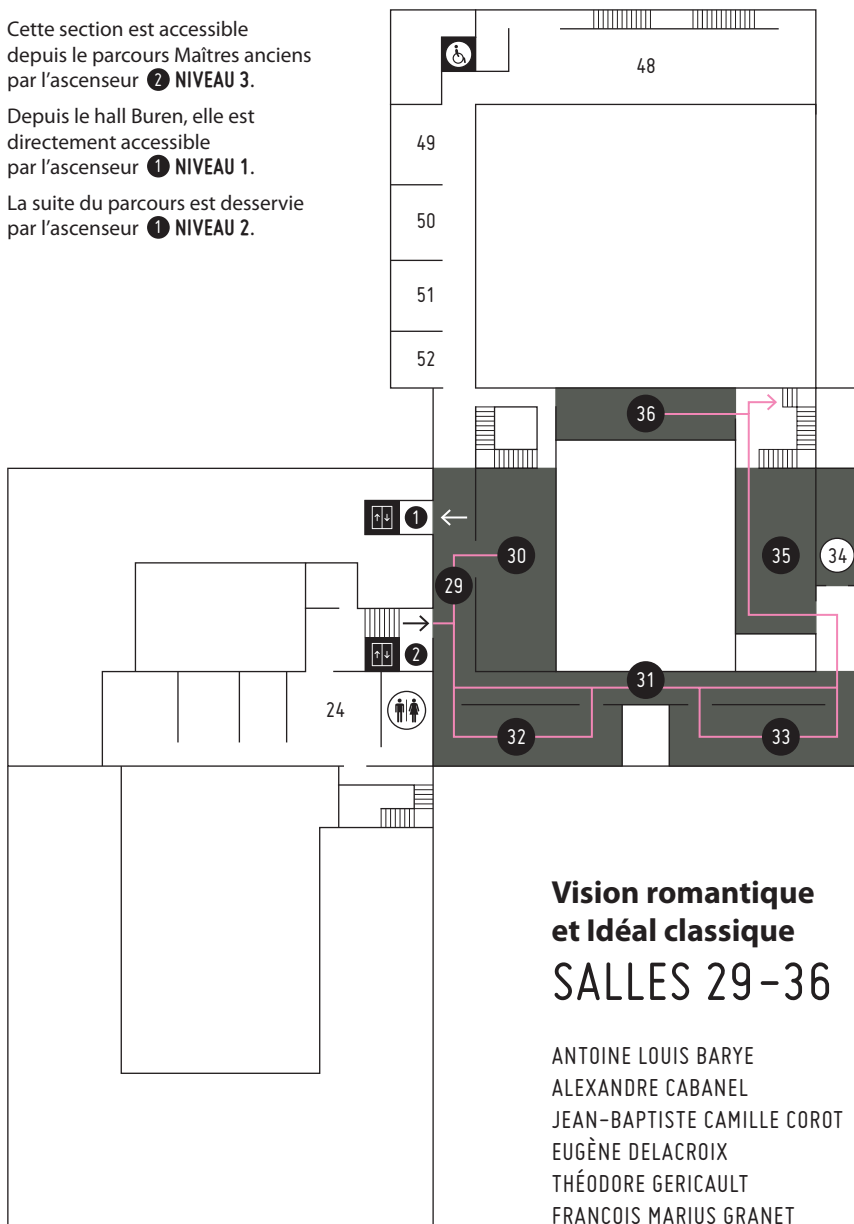 Cette section est accessible
depuis le parcours Maîtres anciens
par l'ascenseur 2 NIVEAU 3.
Depuis le hall Buren, elle est
directement accessible
par l'ascenseur 1 NIVEAU 1.
La suite du parcours est desservie
par l'ascenseur 1 NIVEAU 2.
48
49
50
51
52
36
1
30
35
34
29
2
31
24
32
33
Vision romantique
et Idéal classique
SALLES 29-36
ANTOINE LOUIS BARYE
ALEXANDRE CABANEL
JEAN-BAPTISTE CAMILLE COROT
EUGÈNE DELACROIX
THÉODORE GERICAULT
FRANÇOIS MARIUS GRANET